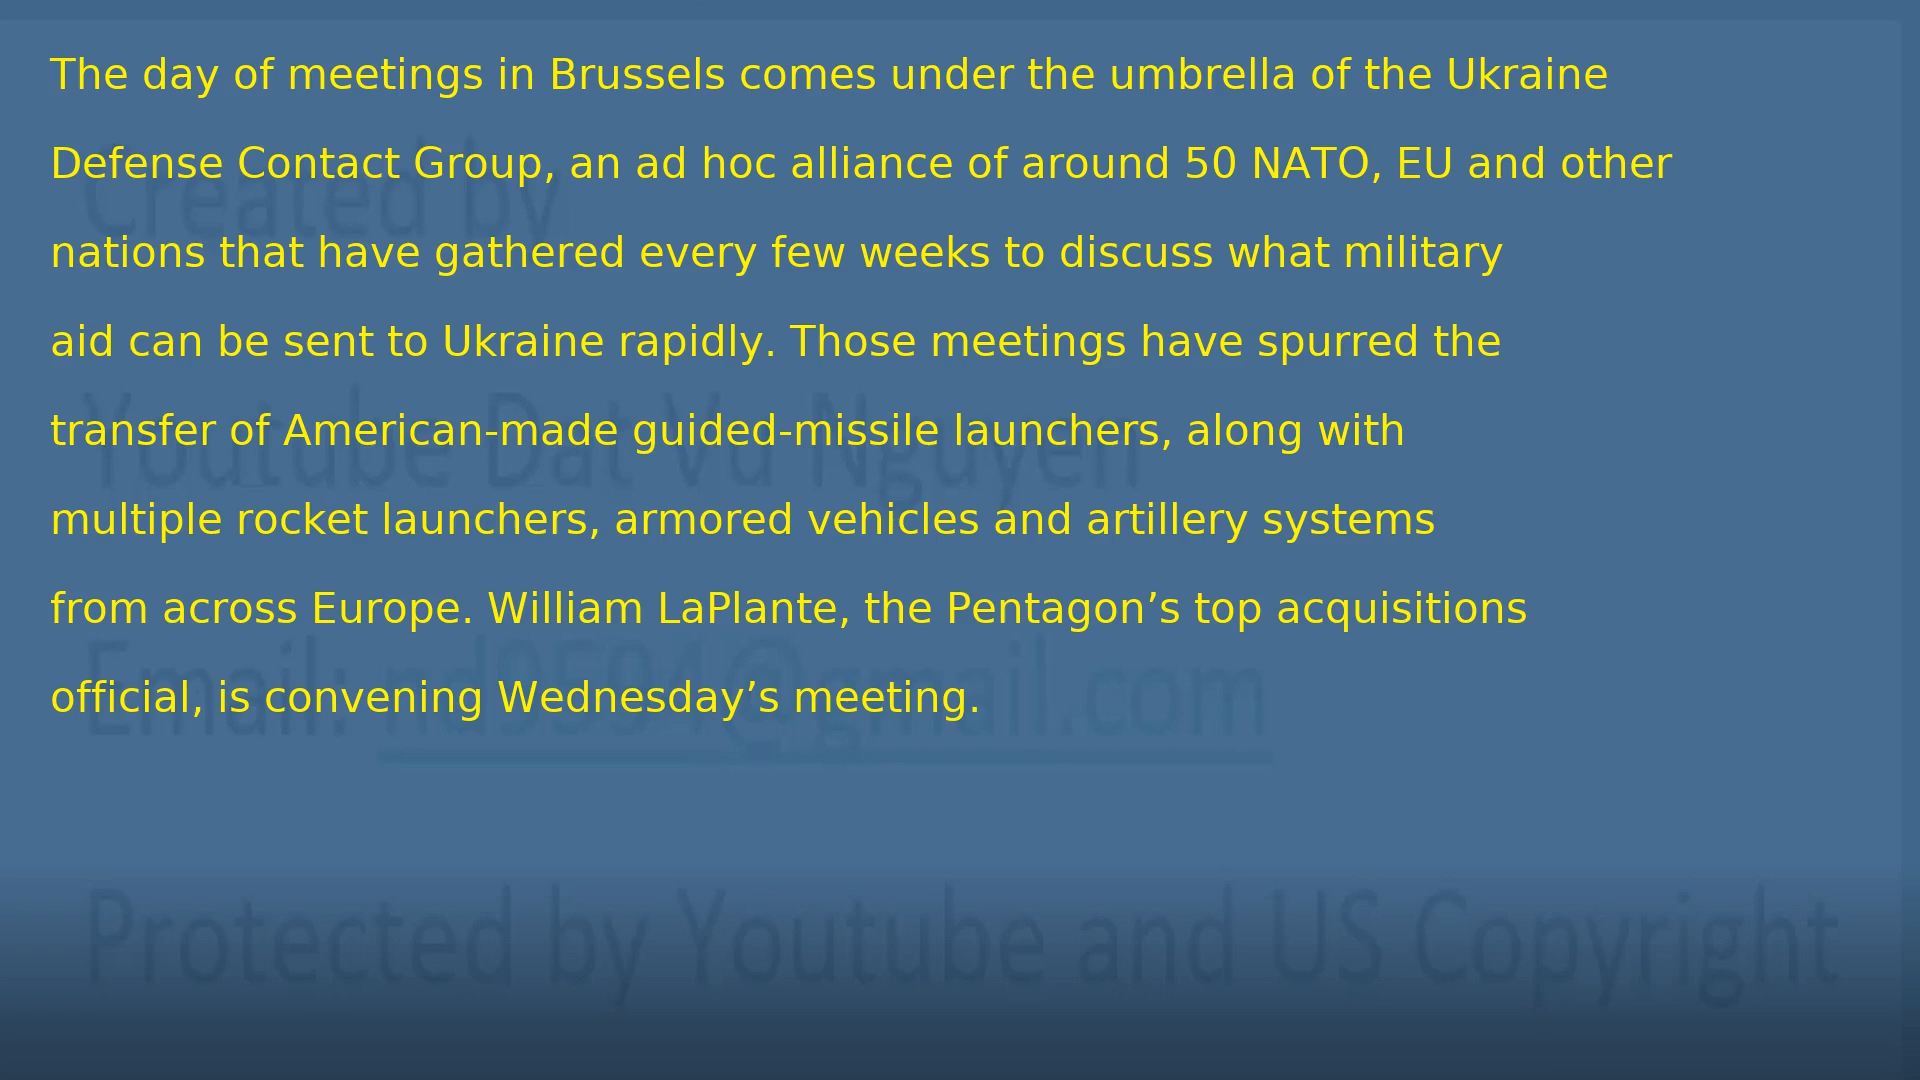 The day of meetings in Brussels comes under the umbrella of the Ukraine
Defense Contact Group, an ad hoc alliance of around 50 NATO, EU and other
nations that have gathered every few weeks to discuss what military
aid can be sent to Ukraine rapidly. Those meetings have spurred the
transfer of American-made guided-missile launchers, along with
multiple rocket launchers, armored vehicles and artillery systems
from across Europe. William LaPlante, the Pentagon’s top acquisitions
official, is convening Wednesday’s meeting.
Created by
Youtube Dat Vu Nguyen
Email: nd9594@gmail.com
Protected by Youtube and US Copyright